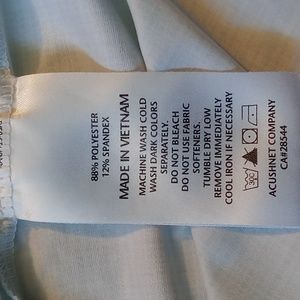 88% POLYESTER
12% SPANDEX
MADE IN VIETNAM
MACHINE WASH COLD
WASH DARK COLORS
SEPARATELY.
DO NOT BLEACH
DO NOT USE FABRIC
SOFTENERS.
TUMBLE DRY LOW
REMOVE IMMEDIATELY
COOL IRON IF NECESSARY
30C
ACUSHNET COMPANY
CA#28544